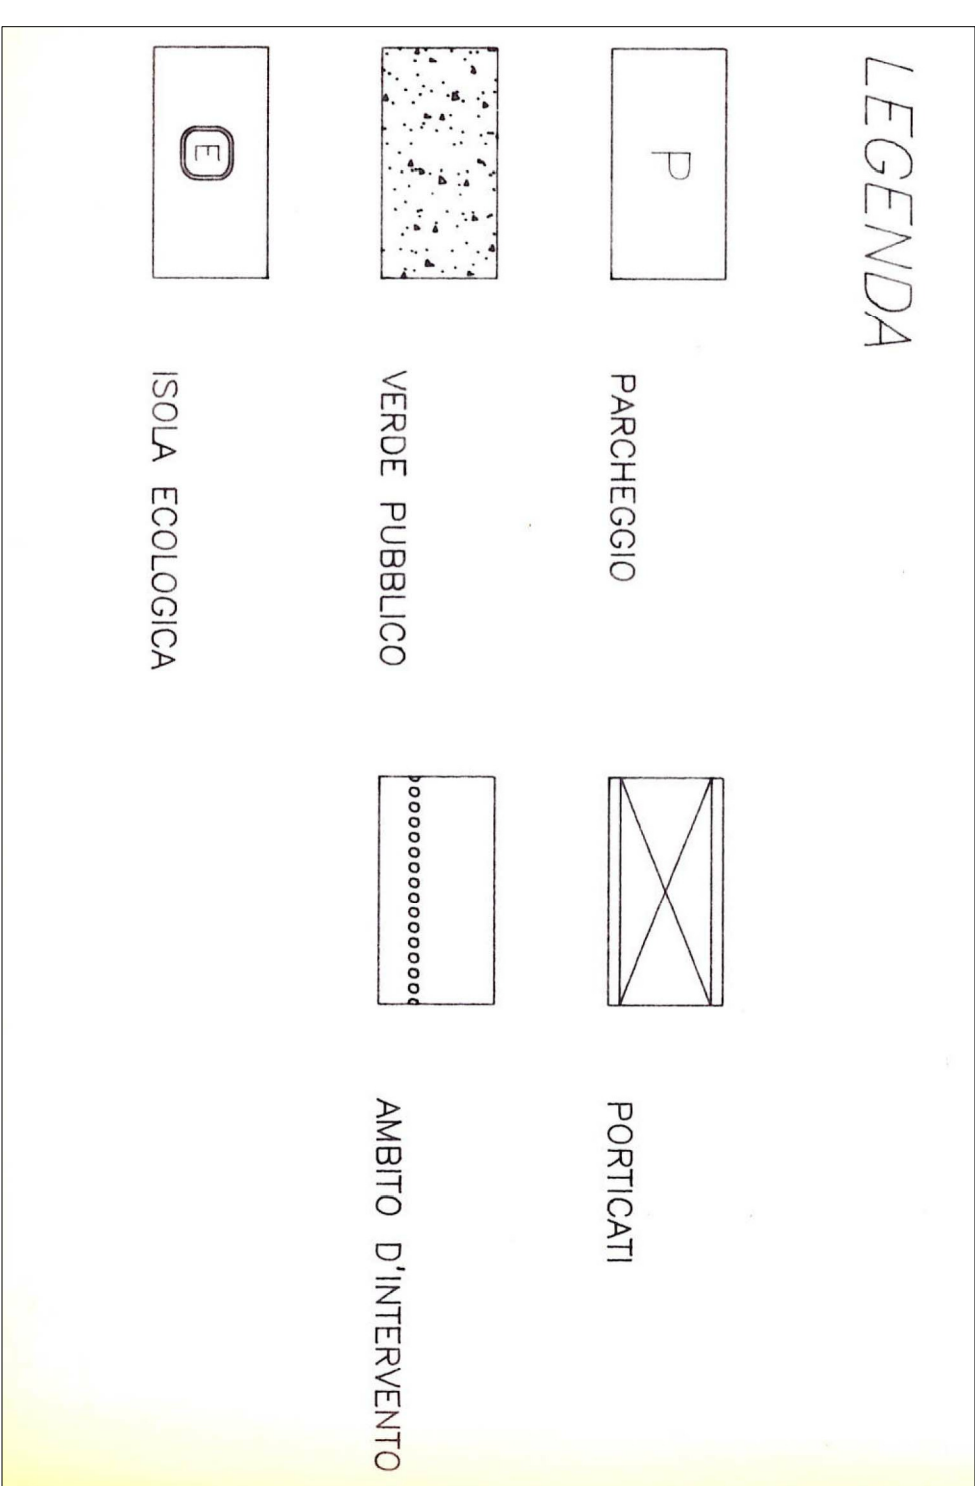 LEGENDA
P
PARCHEGGIO
PORTICATI
VERDE PUBBLICO
AMBITO D'INTERVENTO
E
ISOLA ECOLOGICA